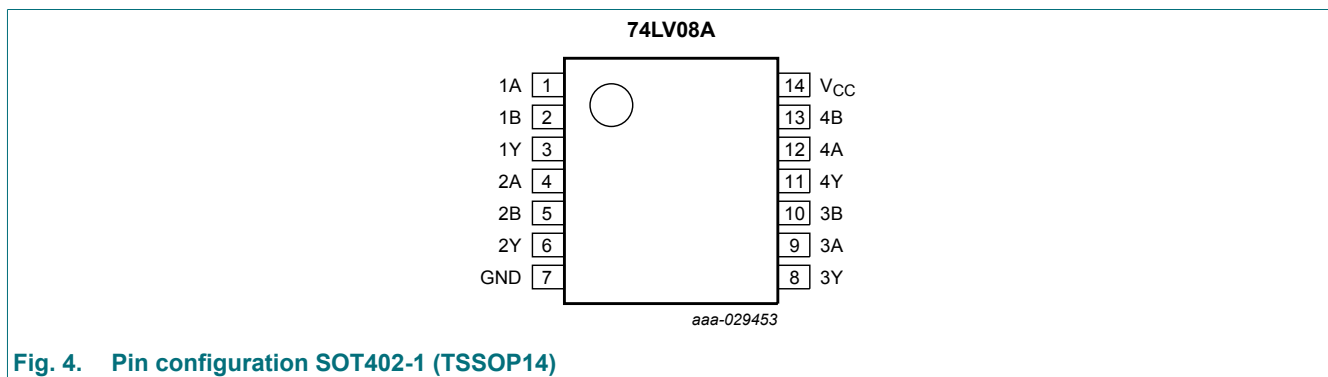 74LV08A
1A 1 14 VCC
1B 2 13 4B
1Y 3 12 4A
2A 4 11 4Y
2B 5 10 3B
2Y 6 9 3A
GND 7 8 3Y
aaa-029453
Fig. 4. Pin configuration SOT402-1 (TSSOP14)